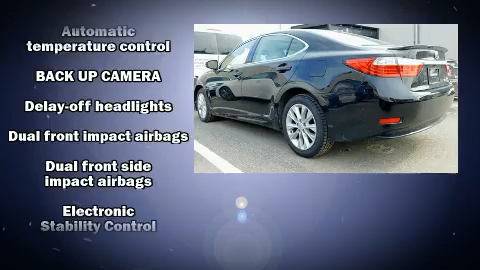 Automatic
temperature control
BACK UP CAMERA
Delay-off headlights
Dual front impact airbags
Dual front side
impact airbags
Electronic
Stability Control